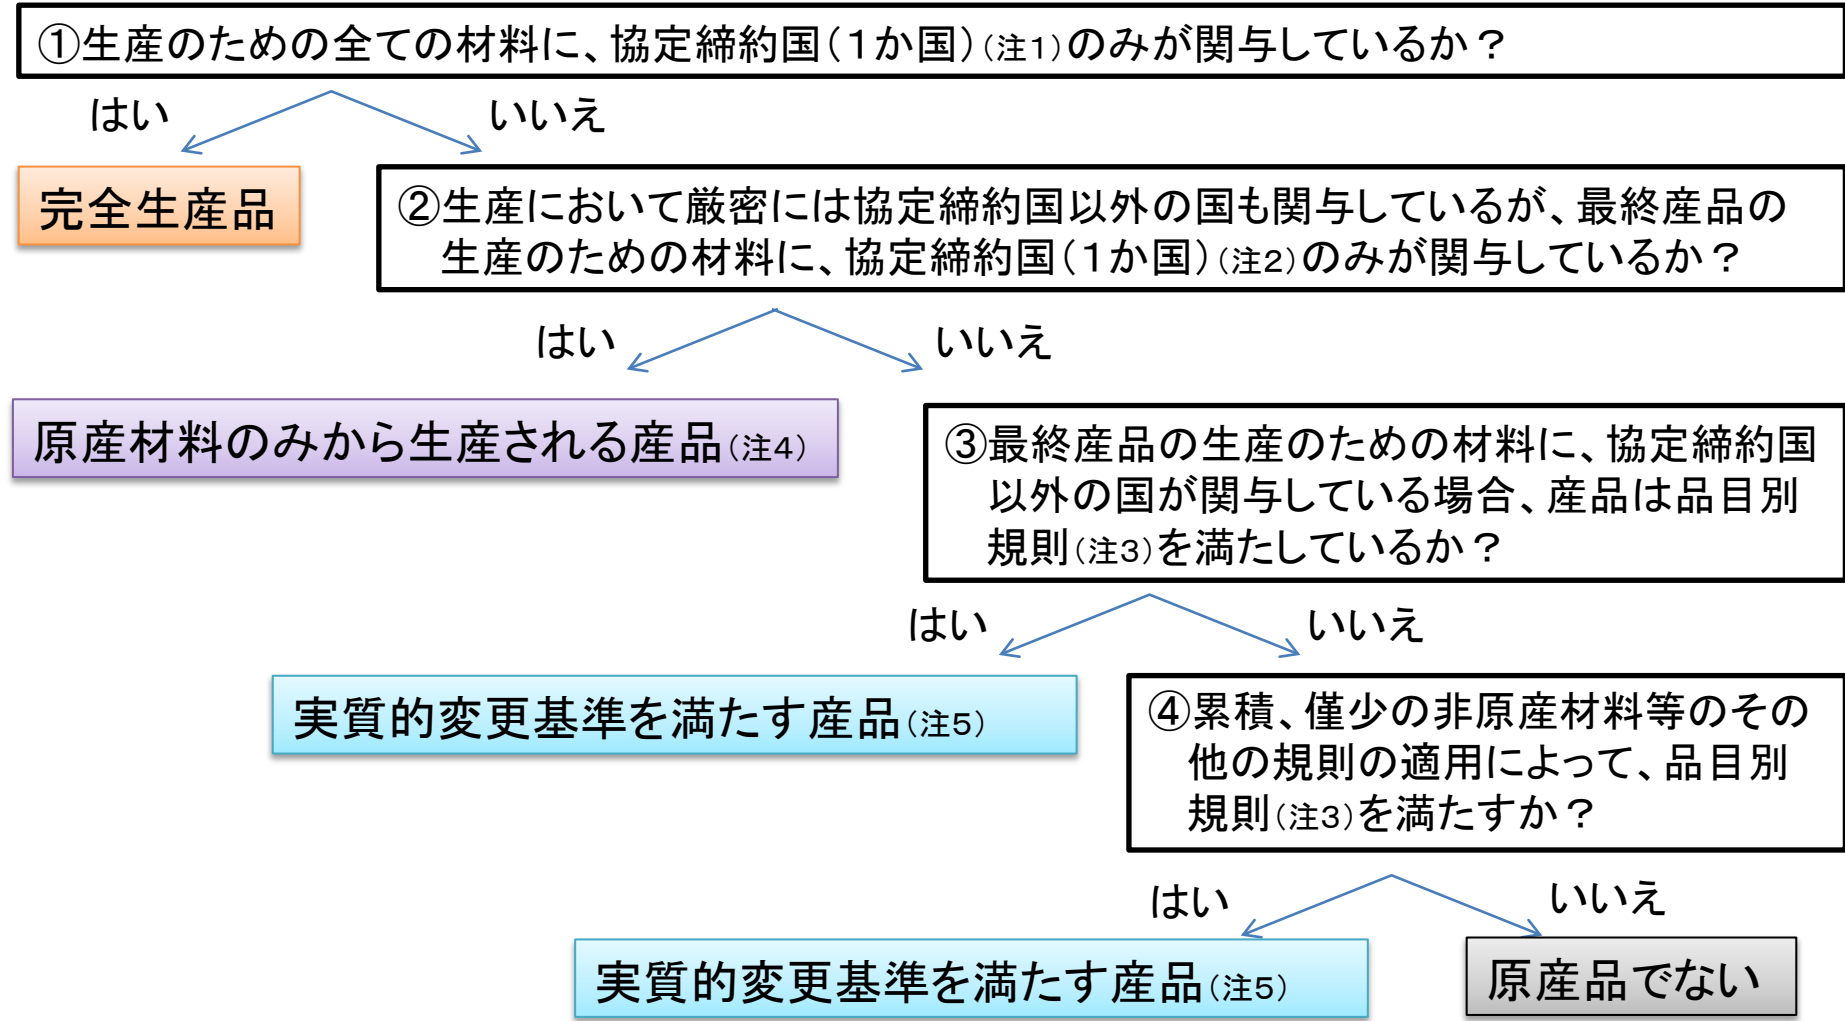 ①生産のための全ての材料に、協定締約国(1か国)(注1)のみが関与しているか?
はい
いいえ
完全生産品
②生産において厳密には協定締約国以外の国も関与しているが、最終産品の
生産のための材料に、協定締約国(1か国)(注2)のみが関与しているか?
はい
いいえ
原産材料のみから生産される産品(注4)
③最終産品の生産のための材料に、協定締約国
以外の国が関与している場合、産品は品目別
規則(注3)を満たしているか?
はい
いいえ
実質的変更基準を満たす産品(注5)
④累積、僅少の非原産材料等のその
他の規則の適用によって、品目別
規則(注3)を満たすか?
はい
いいえ
実質的変更基準を満たす産品(注5)
原産品でない